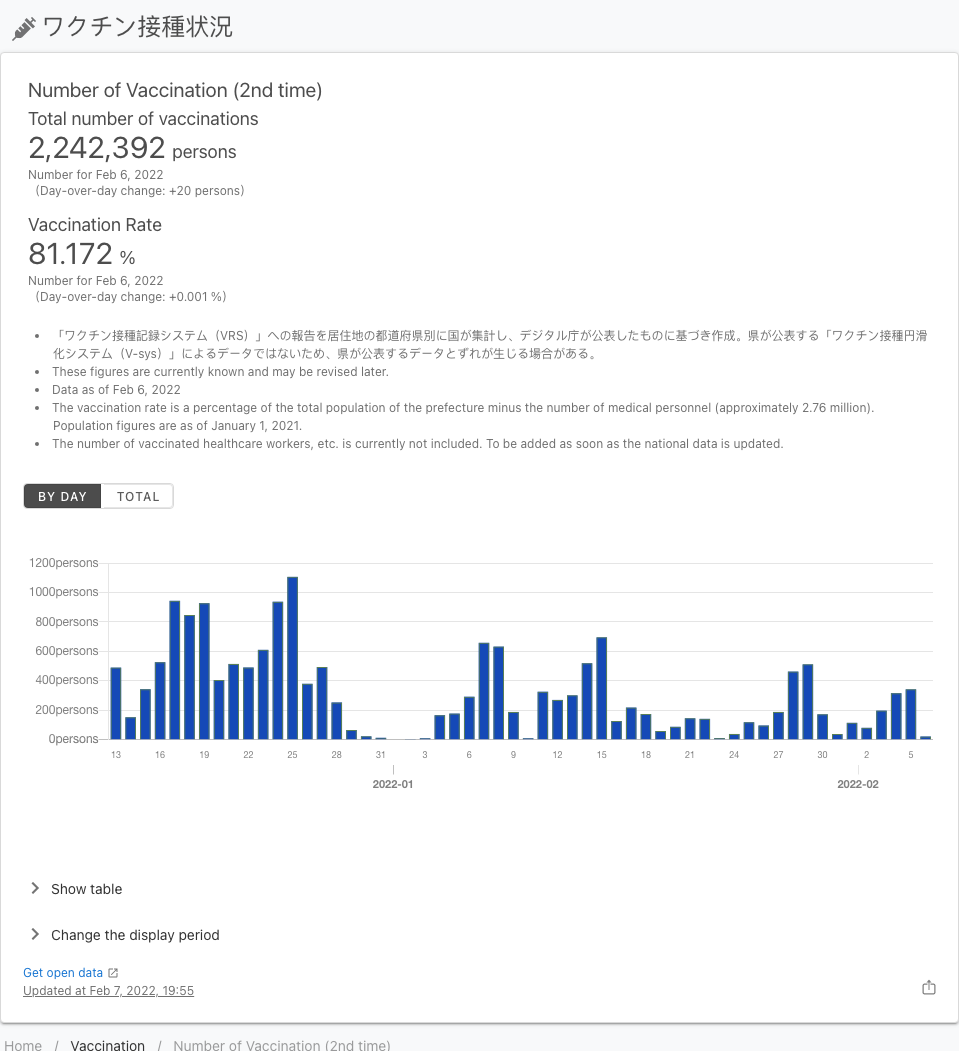 ワクチン接種状況
Number of Vaccination (2nd time)
Total number of vaccinations
2,242,392 persons
Number for Feb 6, 2022
(Day-over-day change: +20 persons)
Vaccination Rate
81.172 %
Number for Feb 6, 2022
(Day-over-day change: +0.001 %)
• 「ワクチン接種記録システム（VRS）」への報告を居住地の都道府県別に国が集計し、デジタル庁が公表したものに基づき作成。県が公表する「ワクチン接種円滑
化システム（V-sys）」によるデータではないため、県が公表するデータとずれが生じる場合がある。
• These figures are currently known and may be revised later.
• Data as of Feb 6, 2022
• The vaccination rate is a percentage of the total population of the prefecture minus the number of medical personnel (approximately 2.76 million).
Population figures are as of January 1, 2021.
• The number of vaccinated healthcare workers, etc. is currently not included. To be added as soon as the national data is updated.
BY DAY TOTAL
1200persons
1000persons
800persons
600persons
400persons
200persons
0persons
13 16 19 22 25 28 31 3 6 9 12 15 18 21 24 27 30 2 5
2022-01 2022-02
Show table
Change the display period
Get open data
Updated at Feb 7, 2022, 19:55
Home / Vaccination / Number of Vaccination (2nd time)